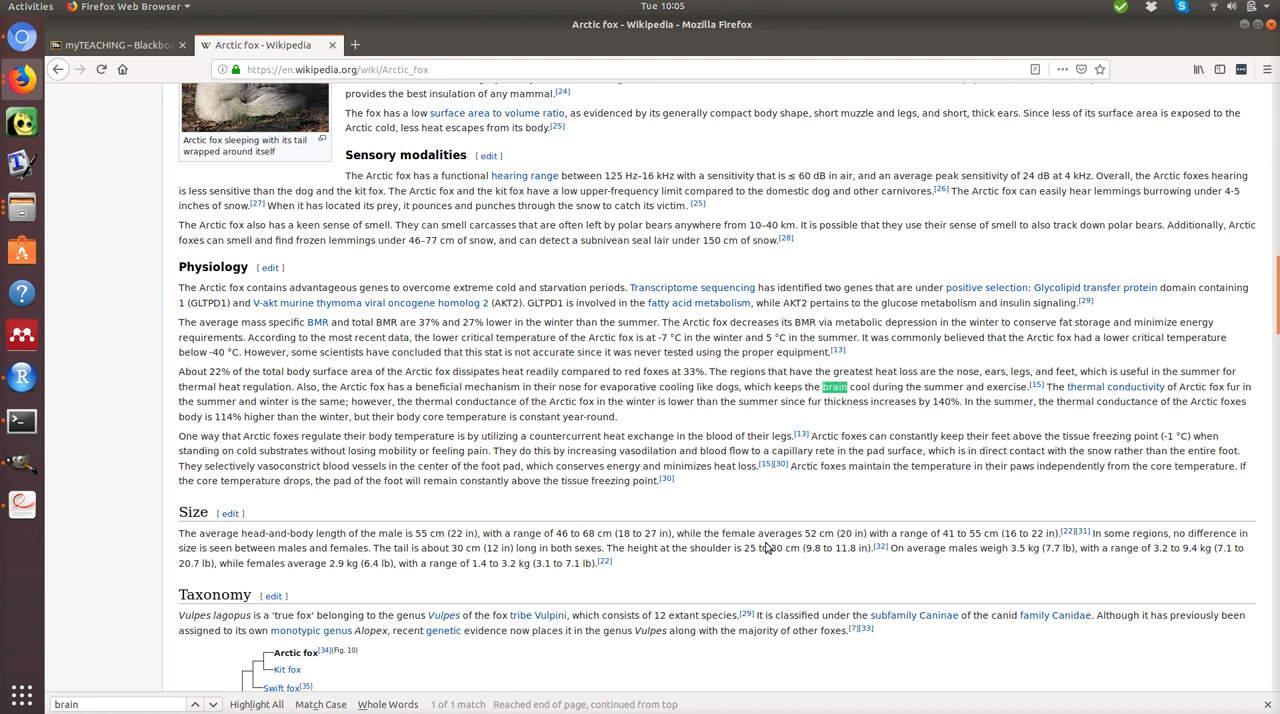 Activities Firefox Web Browser Tue 10:05
Arctic fox - Wikipedia - Mozilla Firefox
myTEACHING – Blackboa Arctic fox - Wikipedia
https://en.wikipedia.org/wiki/Arctic_fox
provides the best insulation of any mammal.[24]
The fox has a low surface area to volume ratio, as evidenced by its generally compact body shape, short muzzle and legs, and short, thick ears. Since less of its surface area is exposed to the
Arctic cold, less heat escapes from its body.[25]
Arctic fox sleeping with its tail
wrapped around itself
Sensory modalities [ edit ]
The Arctic fox has a functional hearing range between 125 Hz–16 kHz with a sensitivity that is ≤ 60 dB in air, and an average peak sensitivity of 24 dB at 4 kHz. Overall, the Arctic foxes hearing
is less sensitive than the dog and the kit fox. The Arctic fox and the kit fox have a low upper-frequency limit compared to the domestic dog and other carnivores.[26] The Arctic fox can easily hear lemmings burrowing under 4-5
inches of snow.[27] When it has located its prey, it pounces and punches through the snow to catch its victim. [25]
The Arctic fox also has a keen sense of smell. They can smell carcasses that are often left by polar bears anywhere from 10–40 km. It is possible that they use their sense of smell to also track down polar bears. Additionally, Arctic
foxes can smell and find frozen lemmings under 46–77 cm of snow, and can detect a subnivean seal lair under 150 cm of snow.[28]
Physiology [ edit ]
The Arctic fox contains advantageous genes to overcome extreme cold and starvation periods. Transcriptome sequencing has identified two genes that are under positive selection: Glycolipid transfer protein domain containing
1 (GLTPD1) and V-akt murine thymoma viral oncogene homolog 2 (AKT2). GLTPD1 is involved in the fatty acid metabolism, while AKT2 pertains to the glucose metabolism and insulin signaling.[29]
The average mass specific BMR and total BMR are 37% and 27% lower in the winter than the summer. The Arctic fox decreases its BMR via metabolic depression in the winter to conserve fat storage and minimize energy
requirements. According to the most recent data, the lower critical temperature of the Arctic fox is at -7 °C in the winter and 5 °C in the summer. It was commonly believed that the Arctic fox had a lower critical temperature
below -40 °C. However, some scientists have concluded that this stat is not accurate since it was never tested using the proper equipment.[13]
About 22% of the total body surface area of the Arctic fox dissipates heat readily compared to red foxes at 33%. The regions that have the greatest heat loss are the nose, ears, legs, and feet, which is useful in the summer for
thermal heat regulation. Also, the Arctic fox has a beneficial mechanism in their nose for evaporative cooling like dogs, which keeps the brain cool during the summer and exercise.[15] The thermal conductivity of Arctic fox fur in
the summer and winter is the same; however, the thermal conductance of the Arctic fox in the winter is lower than the summer since fur thickness increases by 140%. In the summer, the thermal conductance of the Arctic foxes
body is 114% higher than the winter, but their body core temperature is constant year-round.
One way that Arctic foxes regulate their body temperature is by utilizing a countercurrent heat exchange in the blood of their legs.[13] Arctic foxes can constantly keep their feet above the tissue freezing point (-1 °C) when
standing on cold substrates without losing mobility or feeling pain. They do this by increasing vasodilation and blood flow to a capillary rete in the pad surface, which is in direct contact with the snow rather than the entire foot.
They selectively vasoconstrict blood vessels in the center of the foot pad, which conserves energy and minimizes heat loss.[15][30] Arctic foxes maintain the temperature in their paws independently from the core temperature. If
the core temperature drops, the pad of the foot will remain constantly above the tissue freezing point.[30]
Size [ edit ]
The average head-and-body length of the male is 55 cm (22 in), with a range of 46 to 68 cm (18 to 27 in), while the female averages 52 cm (20 in) with a range of 41 to 55 cm (16 to 22 in).[22][31] In some regions, no difference in
size is seen between males and females. The tail is about 30 cm (12 in) long in both sexes. The height at the shoulder is 25 to 30 cm (9.8 to 11.8 in).[32] On average males weigh 3.5 kg (7.7 lb), with a range of 3.2 to 9.4 kg (7.1 to
20.7 lb), while females average 2.9 kg (6.4 lb), with a range of 1.4 to 3.2 kg (3.1 to 7.1 lb).[22]
Taxonomy [ edit ]
Vulpes lagopus is a 'true fox' belonging to the genus Vulpes of the fox tribe Vulpini, which consists of 12 extant species.[29] It is classified under the subfamily Caninae of the canid family Canidae. Although it has previously been
assigned to its own monotypic genus Alopex, recent genetic evidence now places it in the genus Vulpes along with the majority of other foxes.[7][33]
Arctic fox[34](Fig. 10)
Kit fox
Swift fox[35]
brain Highlight All Match Case Whole Words 1 of 1 match Reached end of page, continued from top